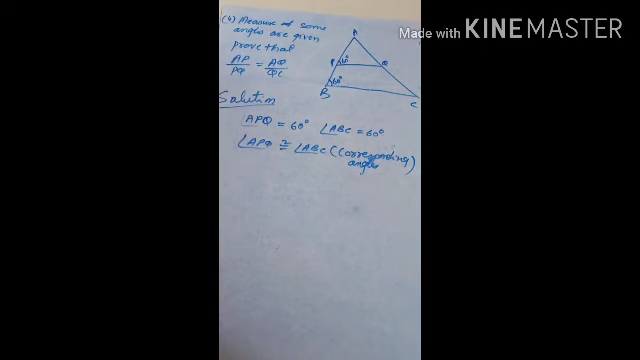 Made with KINEMASTER
(4) Measure of some
angles are given
prove that
AP/PQ = AQ/QC
A
P 60° Q
60°
B
C
Solution
APQ = 60° ∠ABC = 60°
∠APQ ≅ ∠ABC (Corresponding
angles)